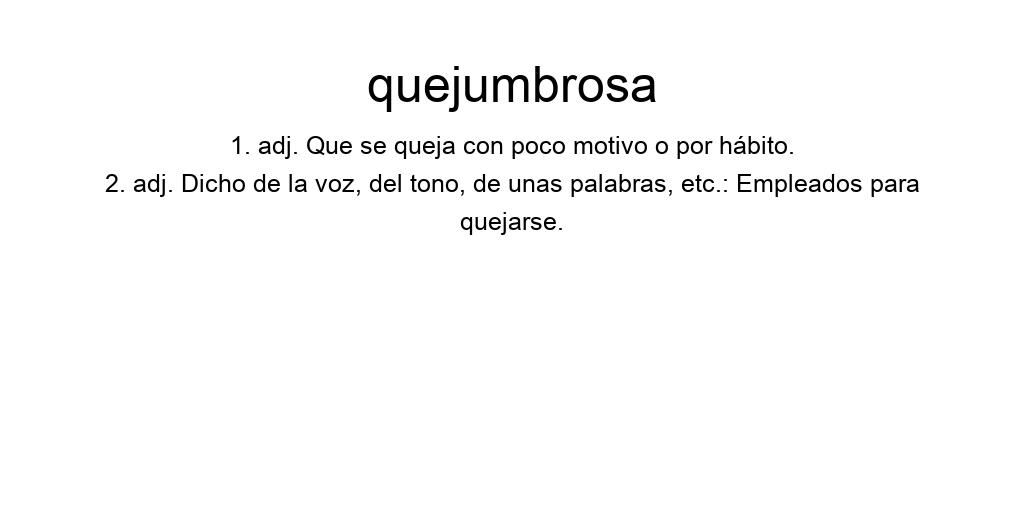 quejumbrosa
1. adj. Que se queja con poco motivo o por hábito.
2. adj. Dicho de la voz, del tono, de unas palabras, etc.: Empleados para
quejarse.